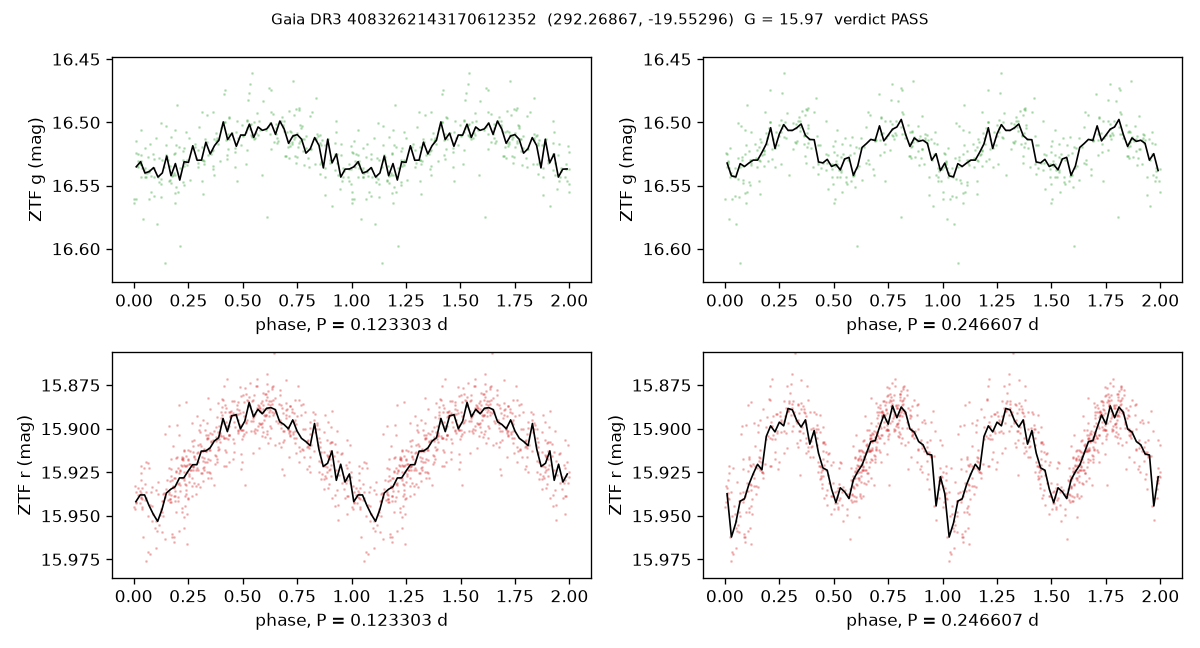 Gaia DR3 4083262143170612352 (292.26867, -19.55296) G = 15.97 verdict PASS
ZTF g (mag)
16.45
16.50
16.55
16.60
0.00 0.25 0.50 0.75 1.00 1.25 1.50 1.75 2.00
phase, P = 0.123303 d
ZTF g (mag)
16.45
16.50
16.55
16.60
0.00 0.25 0.50 0.75 1.00 1.25 1.50 1.75 2.00
phase, P = 0.246607 d
ZTF r (mag)
15.875
15.900
15.925
15.950
15.975
0.00 0.25 0.50 0.75 1.00 1.25 1.50 1.75 2.00
phase, P = 0.123303 d
ZTF r (mag)
15.875
15.900
15.925
15.950
15.975
0.00 0.25 0.50 0.75 1.00 1.25 1.50 1.75 2.00
phase, P = 0.246607 d